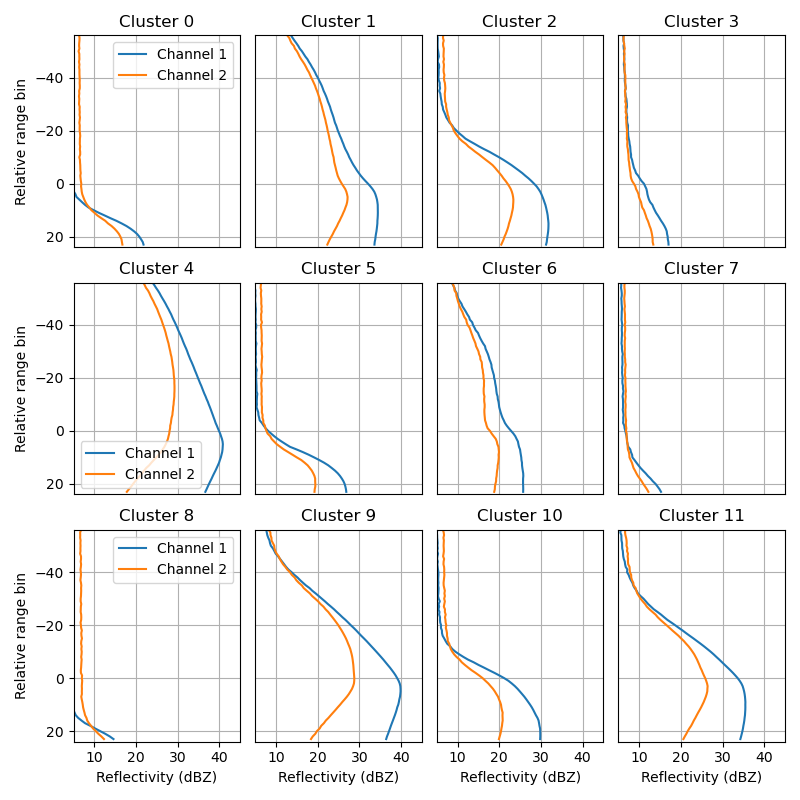 Cluster 0 Cluster 1 Cluster 2 Cluster 3
Relative range bin
−40
−20
0
20
Channel 1
Channel 2
Cluster 4 Cluster 5 Cluster 6 Cluster 7
Relative range bin
−40
−20
0
20
Channel 1
Channel 2
Cluster 8 Cluster 9 Cluster 10 Cluster 11
Relative range bin
−40
−20
0
20
Channel 1
Channel 2
10 20 30 40 10 20 30 40 10 20 30 40 10 20 30 40
Reflectivity (dBZ) Reflectivity (dBZ) Reflectivity (dBZ) Reflectivity (dBZ)